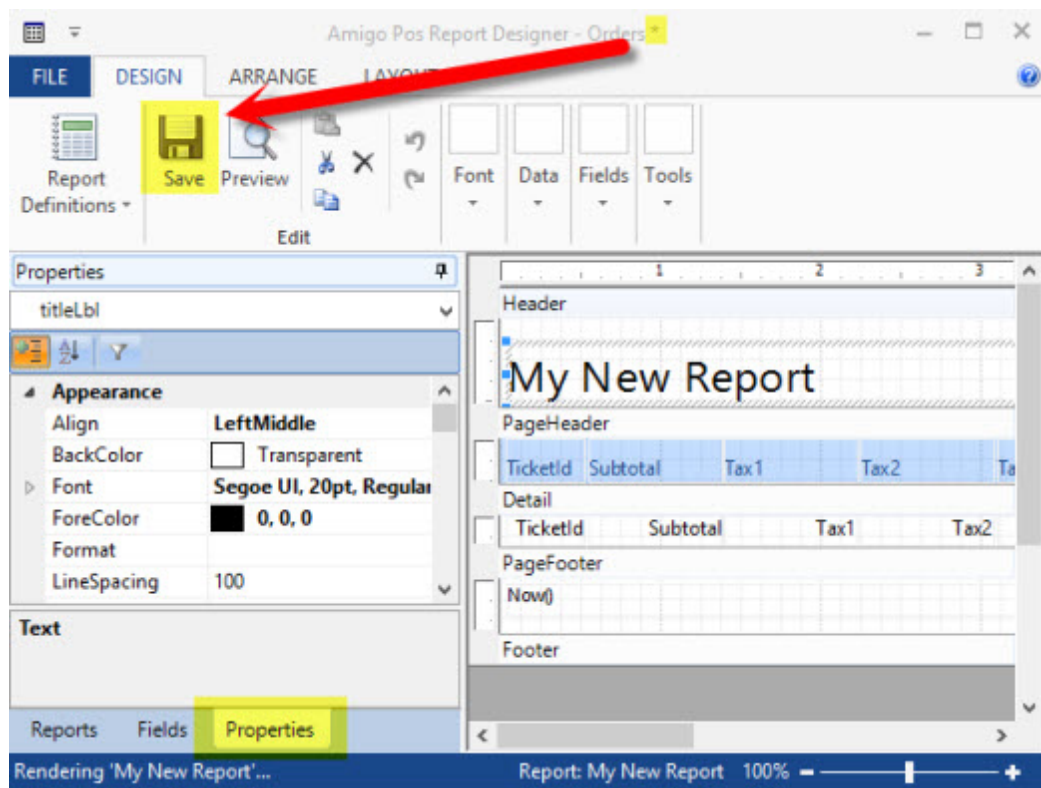 Amigo Pos Report Designer - Orders *
FILE DESIGN ARRANGE LAYOUT
Report Definitions
Save
Preview
Edit
Font
Data
Fields
Tools
Properties
titleLbl
Appearance
Align LeftMiddle
BackColor Transparent
Font Segoe UI, 20pt, Regular
ForeColor 0, 0, 0
Format
LineSpacing 100
Text
Reports Fields Properties
1 2 3
Header
My New Report
PageHeader
TicketId Subtotal Tax1 Tax2 Ta
Detail
TicketId Subtotal Tax1 Tax2
PageFooter
Now()
Footer
Rendering 'My New Report'... Report: My New Report 100%